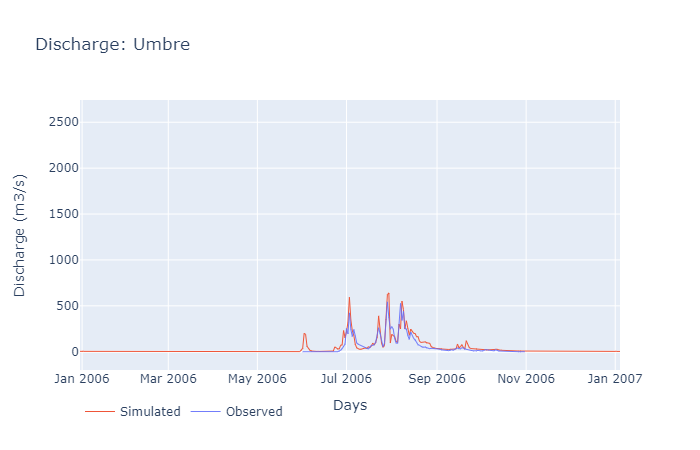 Discharge: Umbre
2500
2000
1500
1000
500
0
Discharge (m3/s)
Jan 2006 Mar 2006 May 2006 Jul 2006 Sep 2006 Nov 2006 Jan 2007
Days
Simulated Observed